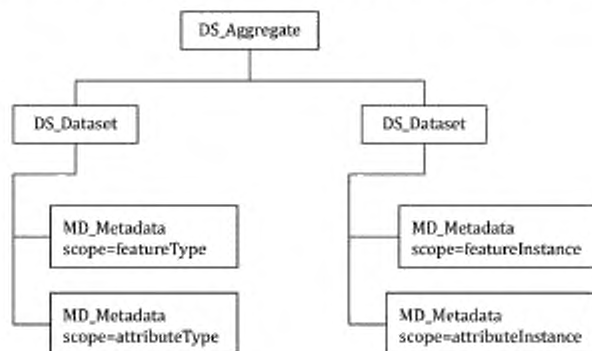 DS_Aggregate
DS_Dataset
DS_Dataset
MD_Metadata
scope=featureType
MD_Metadata
scope=featureInstance
MD_Metadata
scope=attributeType
MD_Metadata
scope=attributeInstance